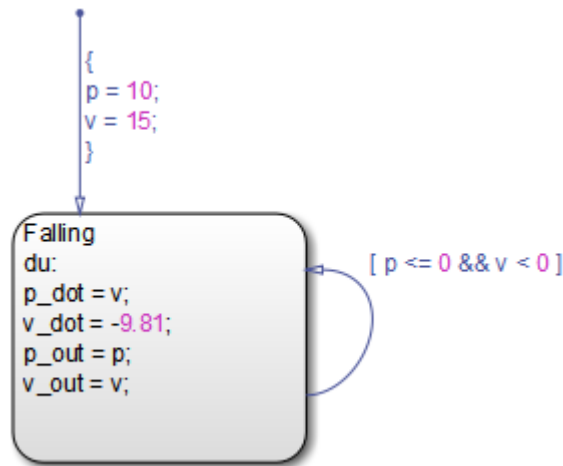 {
p = 10;
v = 15;
}
Falling
du:
p_dot = v;
v_dot = -9.81;
p_out = p;
v_out = v;
[ p <= 0 && v < 0 ]